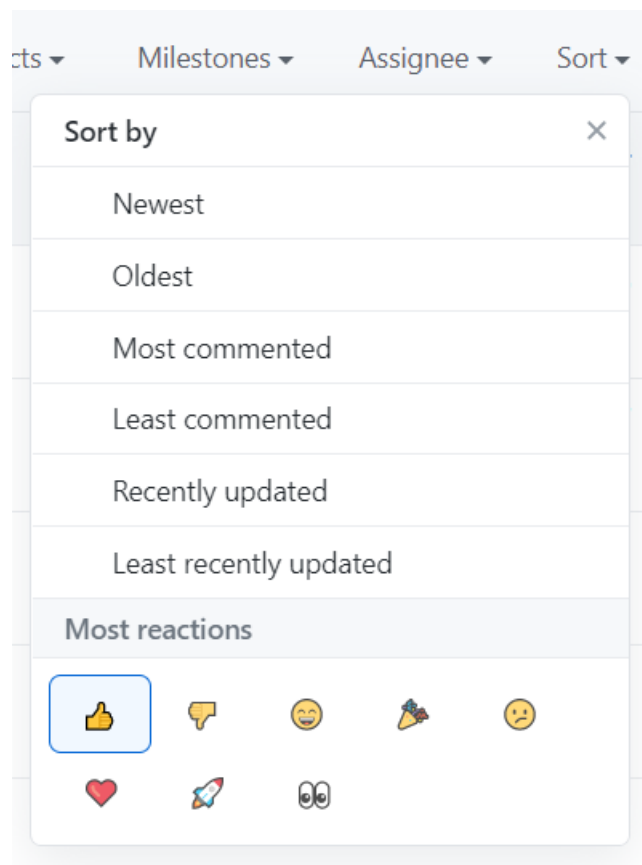 cts Milestones Assignee Sort
Sort by
Newest
Oldest
Most commented
Least commented
Recently updated
Least recently updated
Most reactions